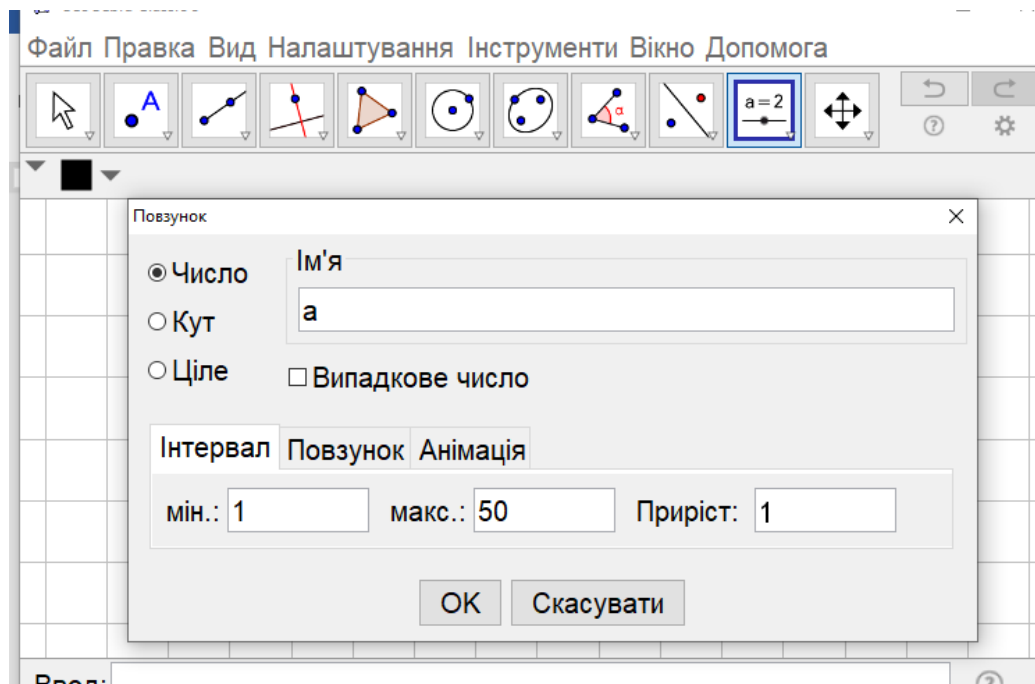 Файл Правка Вид Налаштування Інструменти Вікно Допомога
A
α
a=2
Повзунок
Число
Ім'я
a
Кут
Ціле
Випадкове число
Інтервал Повзунок Анімація
мін.: 1 макс.: 50 Приріст: 1
OK Скасувати
Ввод: